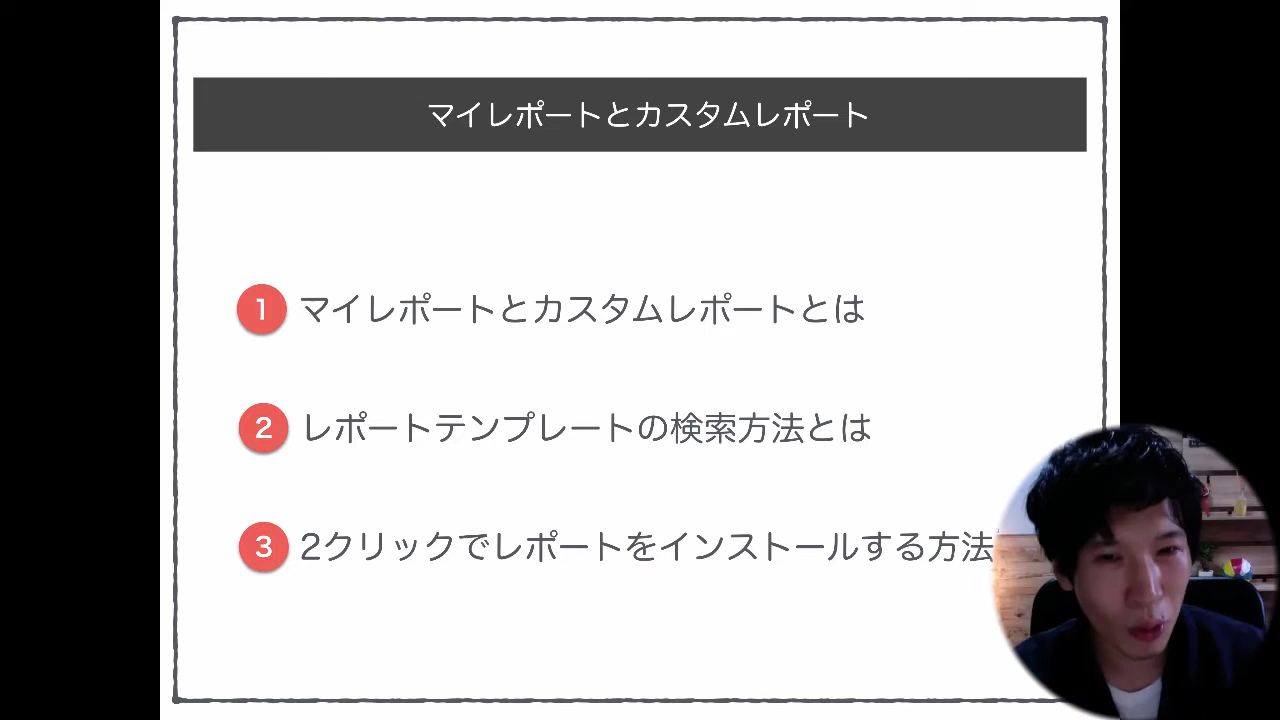 マイレポートとカスタムレポート
1 マイレポートとカスタムレポートとは
2 レポートテンプレートの検索方法とは
3 2クリックでレポートをインストールする方法